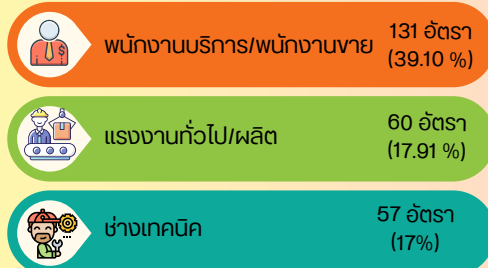 พนักงานบริการ/พนักงานขาย
131 อัตรา
(39.10 %)
แรงงานทั่วไป/ผลิต
60 อัตรา
(17.91 %)
ช่างเทคนิค
57 อัตรา
(17%)